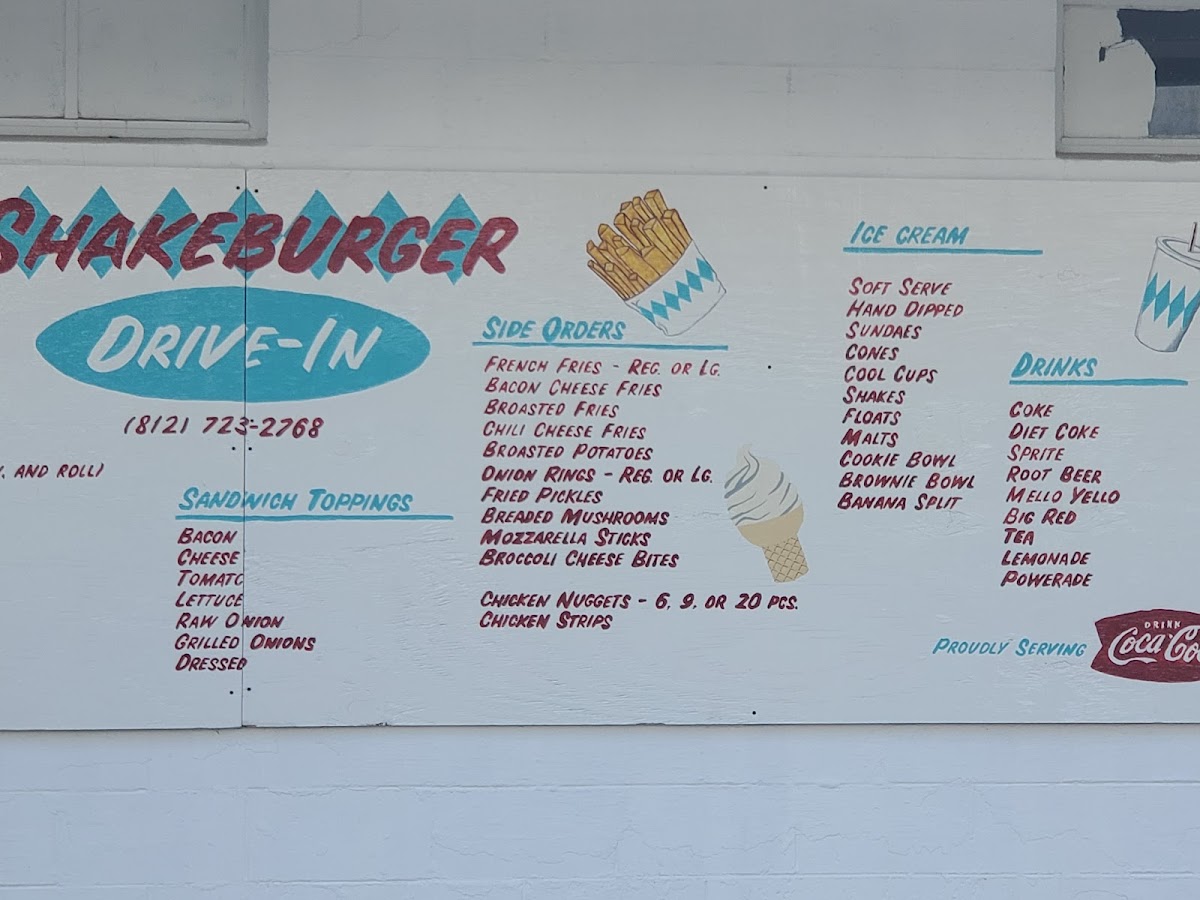 SHAKEBURGER
DRIVE-IN
(812) 723-2768
AND ROLL)
SANDWICH TOPPINGS
BACON
CHEESE
TOMATO
LETTUCE
RAW ONION
GRILLED ONIONS
DRESSED
SIDE ORDERS
FRENCH FRIES - REG. OR LG.
BACON CHEESE FRIES
BROASTED FRIES
CHILI CHEESE FRIES
BROASTED POTATOES
ONION RINGS - REG. OR LG.
FRIED PICKLES
BREADED MUSHROOMS
MOZZARELLA STICKS
BROCCOLI CHEESE BITES
CHICKEN NUGGETS - 6, 9, OR 20 PCS.
CHICKEN STRIPS
ICE CREAM
SOFT SERVE
HAND DIPPED
SUNDAES
CONES
COOL CUPS
SHAKES
FLOATS
MALTS
COOKIE BOWL
BROWNIE BOWL
BANANA SPLIT
DRINKS
COKE
DIET COKE
SPRITE
ROOT BEER
MELLO YELLO
BIG RED
TEA
LEMONADE
POWERADE
PROUDLY SERVING
DRINK
Coca-Co